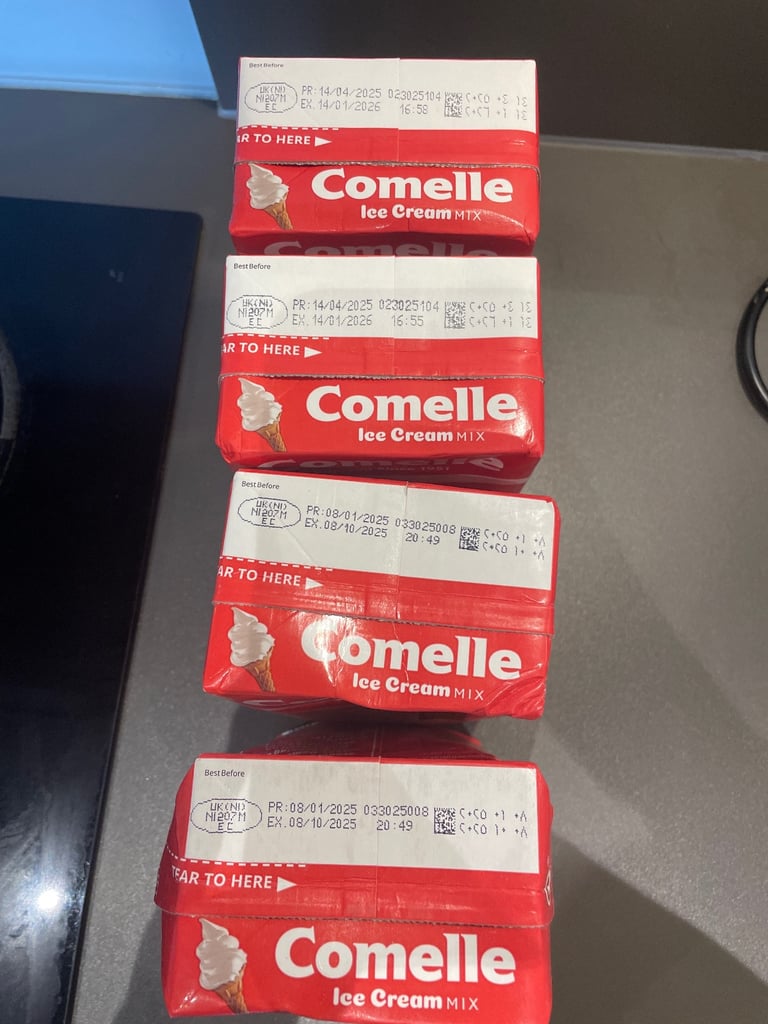 Best Before
UK(NI)
NI207M
EC
PR:14/04/2025 023025104
EX.14/01/2026 16:58
AR TO HERE
Comelle
Ice Cream MIX
Comelle
Best Before
UK(NI)
NI207M
EC
PR:14/04/2025 023025104
EX.14/01/2026 16:55
AR TO HERE
Comelle
Ice Cream MIX
Comelle
since 1951
Best Before
UK(NI)
NI207M
EC
PR:08/01/2025 033025008
EX.08/10/2025 20:49
AR TO HERE
Comelle
Ice Cream MIX
Best Before
UK(NI)
NI207M
EC
PR:08/01/2025 033025008
EX.08/10/2025 20:49
TEAR TO HERE
Comelle
Ice Cream MIX